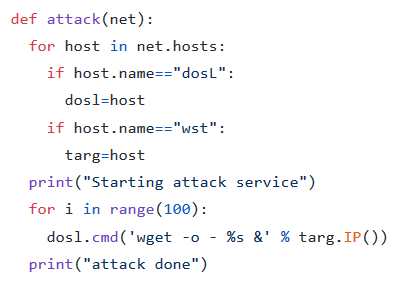 def attack(net):
  for host in net.hosts:
    if host.name=="dosL":
      dosl=host
    if host.name=="wst":
      targ=host
  print("Starting attack service")
  for i in range(100):
    dosl.cmd('wget -o - %s &' % targ.IP())
  print("attack done")